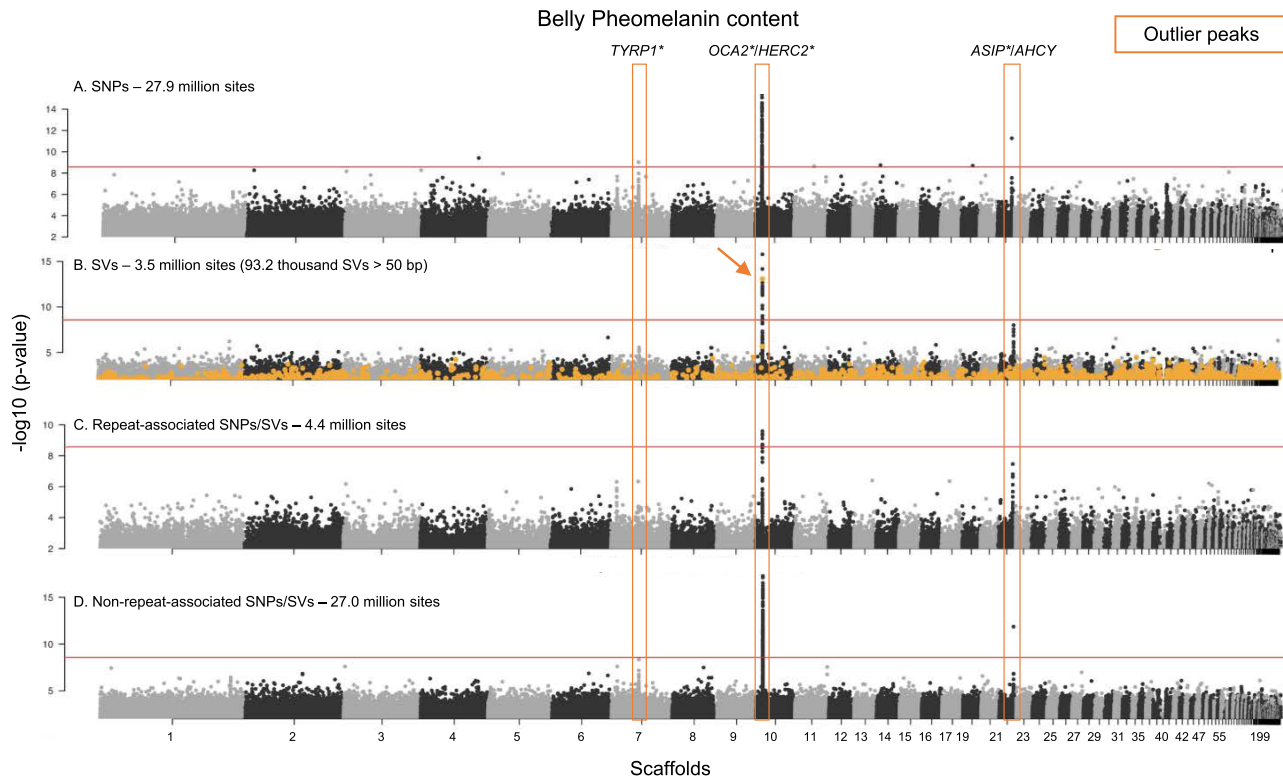 Belly Pheomelanin content
Outlier peaks
TYRP1* OCA2*/HERC2* ASIP*/AHCY
-log10 (p-value)
A. SNPs – 27.9 million sites
14
12
10
8
6
4
2
B. SVs – 3.5 million sites (93.2 thousand SVs > 50 bp)
15
10
5
C. Repeat-associated SNPs/SVs – 4.4 million sites
10
8
6
4
2
D. Non-repeat-associated SNPs/SVs – 27.0 million sites
15
10
5
1 2 3 4 5 6 7 8 9 10 11 12 13 14 15 16 17 19 21 23 25 27 29 31 35 40 42 47 55 199
Scaffolds